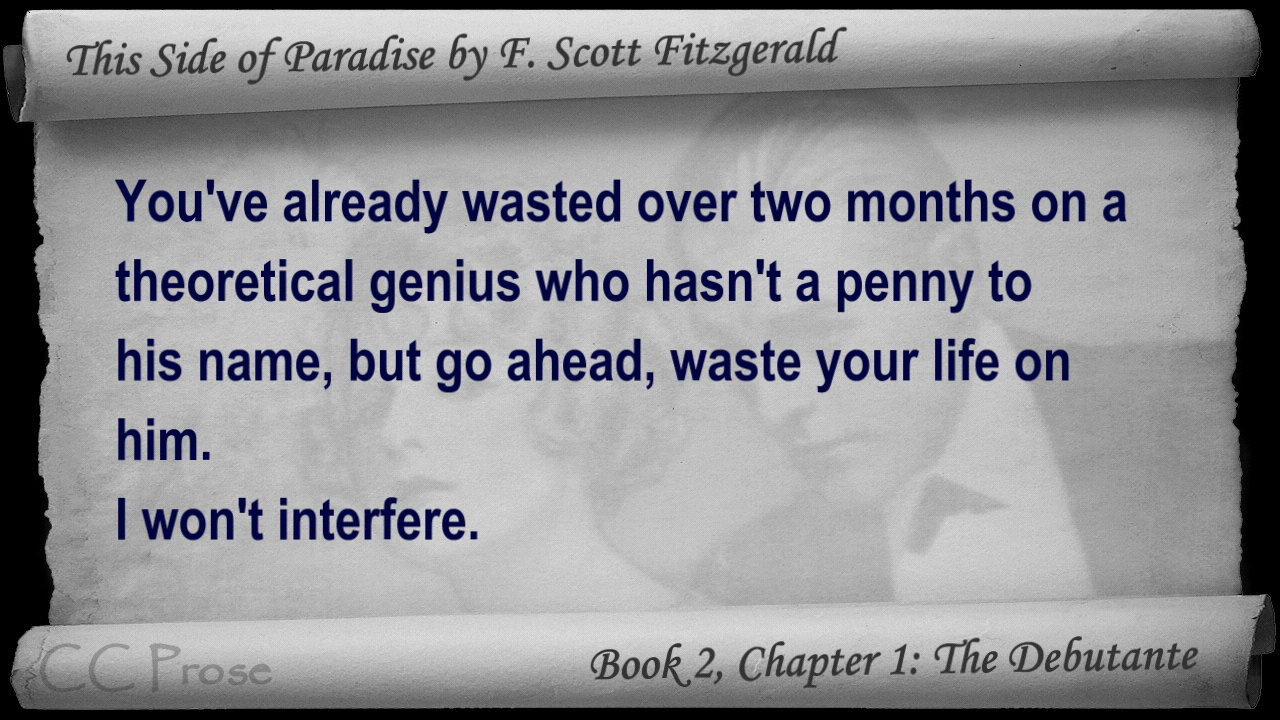 This Side of Paradise by F. Scott Fitzgerald
You've already wasted over two months on a
theoretical genius who hasn't a penny to
his name, but go ahead, waste your life on
him.
I won't interfere.
CC Prose
Book 2, Chapter 1: The Debutante